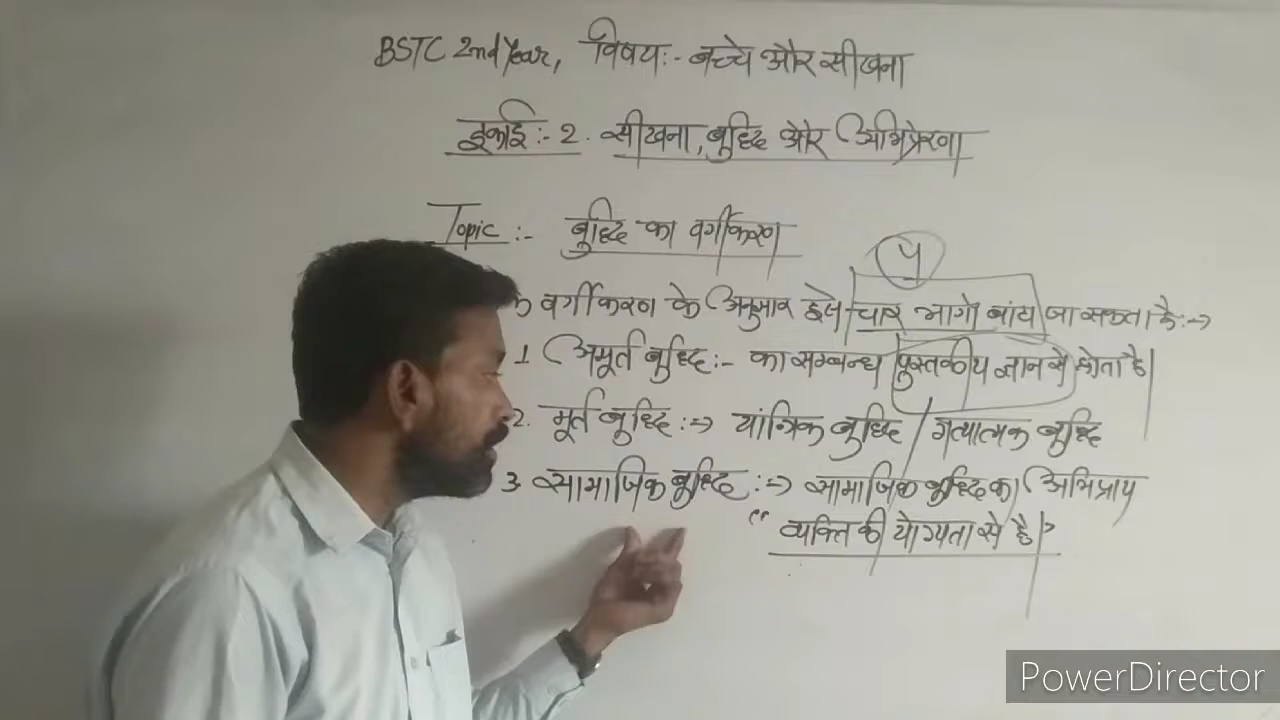 BSTC 2nd Year, विषय:- बच्चे और सीखना
इकाई:- 2. सीखना, बुद्धि और अभिप्रेरणा
Topic:- बुद्धि का वर्गीकरण
4
वर्गीकरण के अनुसार इसे चार भागो बांटा जा सकता है:→
1 अमूर्त बुद्धि:- का सम्बन्ध पुस्तकीय ज्ञान से होता है।
2. मूर्त बुद्धि:→ यांत्रिक बुद्धि / गत्यात्मक बुद्धि
3 सामाजिक बुद्धि:→ सामाजिक बुद्धि का अभिप्राय
“व्यक्ति की योग्यता से है।”
PowerDirector